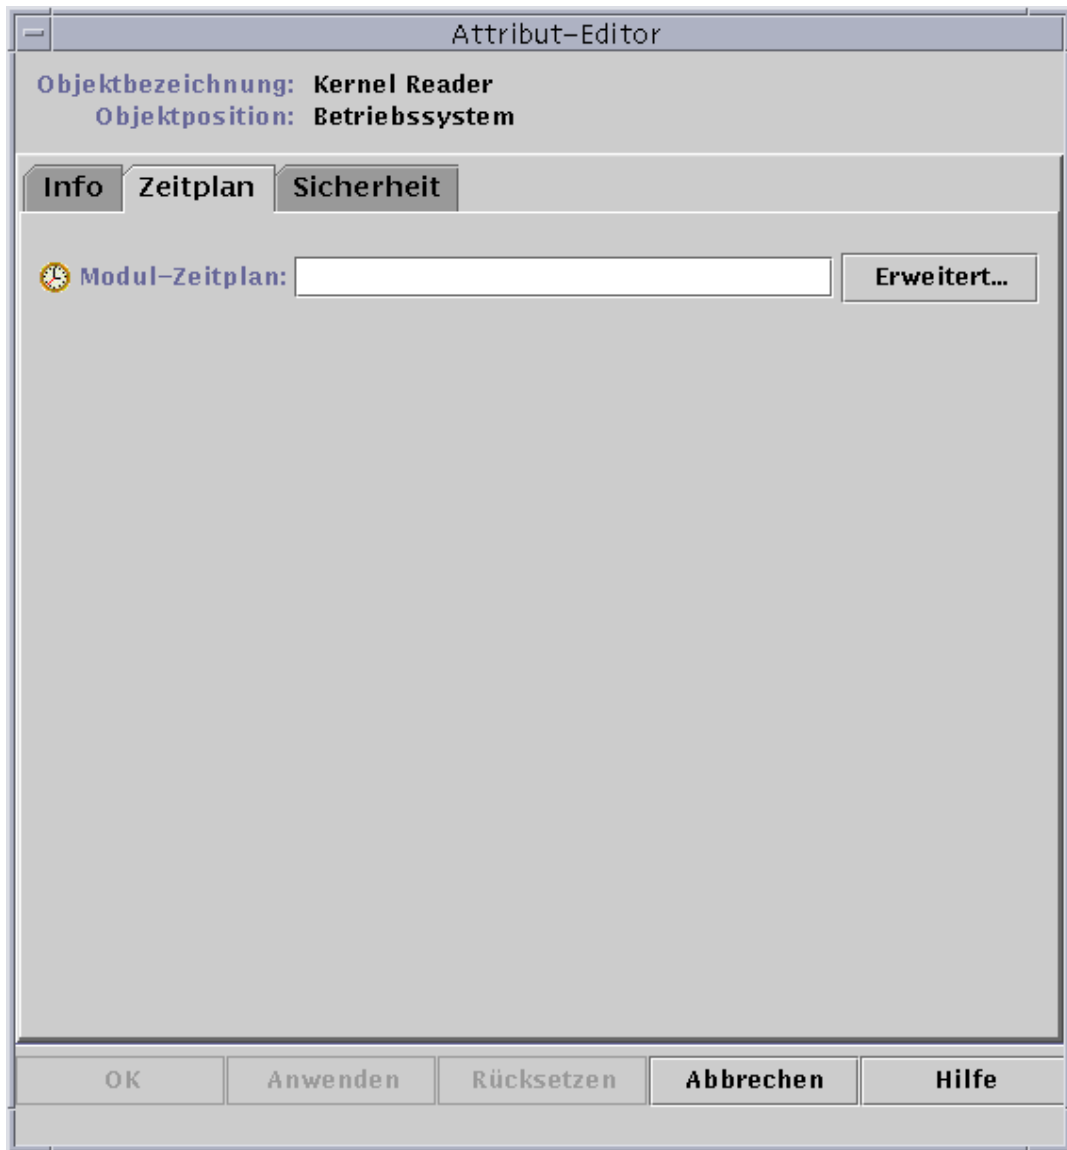 Attribut-Editor
Objektbezeichnung: Kernel Reader
Objektposition: Betriebssystem
Info Zeitplan Sicherheit
Modul-Zeitplan: Erweitert...
OK Anwenden Rücksetzen Abbrechen Hilfe